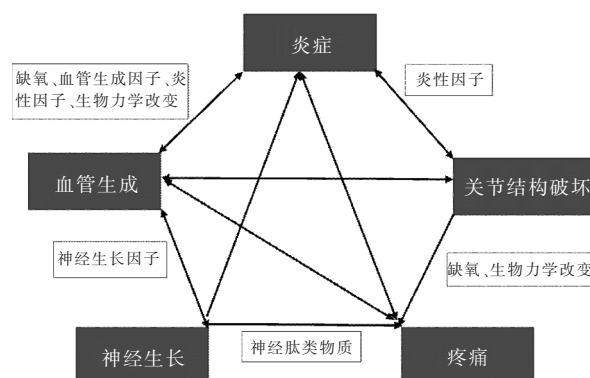 炎症
缺氧、血管生成因子、炎
性因子、生物力学改变
炎性因子
血管生成
关节结构破坏
神经生长因子
缺氧、生物力学改变
神经生长
神经肽类物质
疼痛